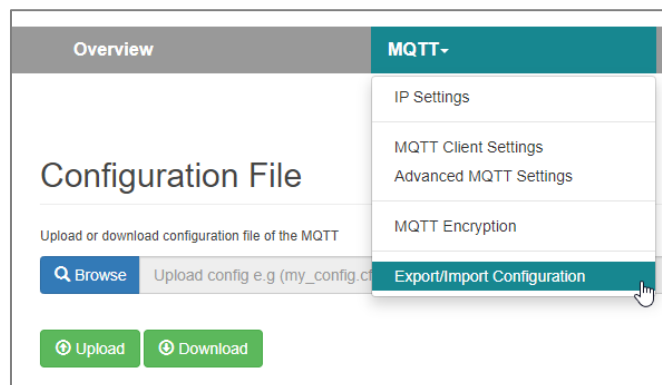 Overview
MQTT
IP Settings
MQTT Client Settings
Advanced MQTT Settings
MQTT Encryption
Export/Import Configuration
Configuration File
Upload or download configuration file of the MQTT
Browse
Upload config e.g (my_config.cf
Upload
Download